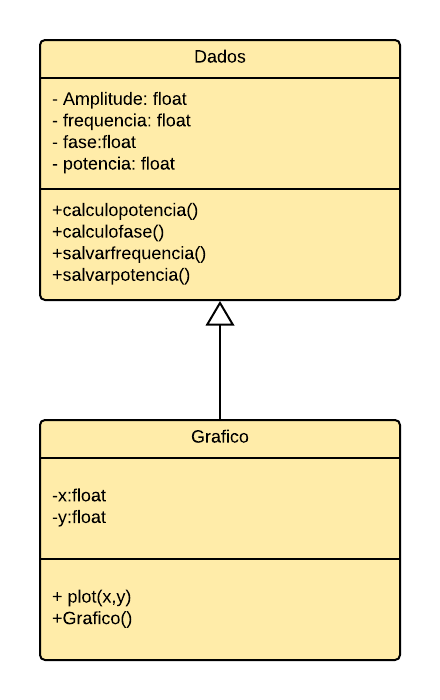 Dados
- Amplitude: float
- frequencia: float
- fase:float
- potencia: float
+calculopotencia()
+calculofase()
+salvarfrequencia()
+salvarpotencia()
Grafico
-x:float
-y:float
+ plot(x,y)
+Grafico()